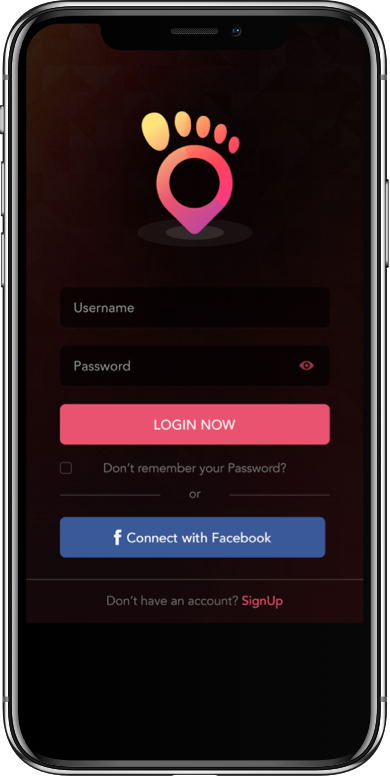 Username
Password
LOGIN NOW
Don't remember your Password?
or
f Connect with Facebook
Don't have an account? SignUp